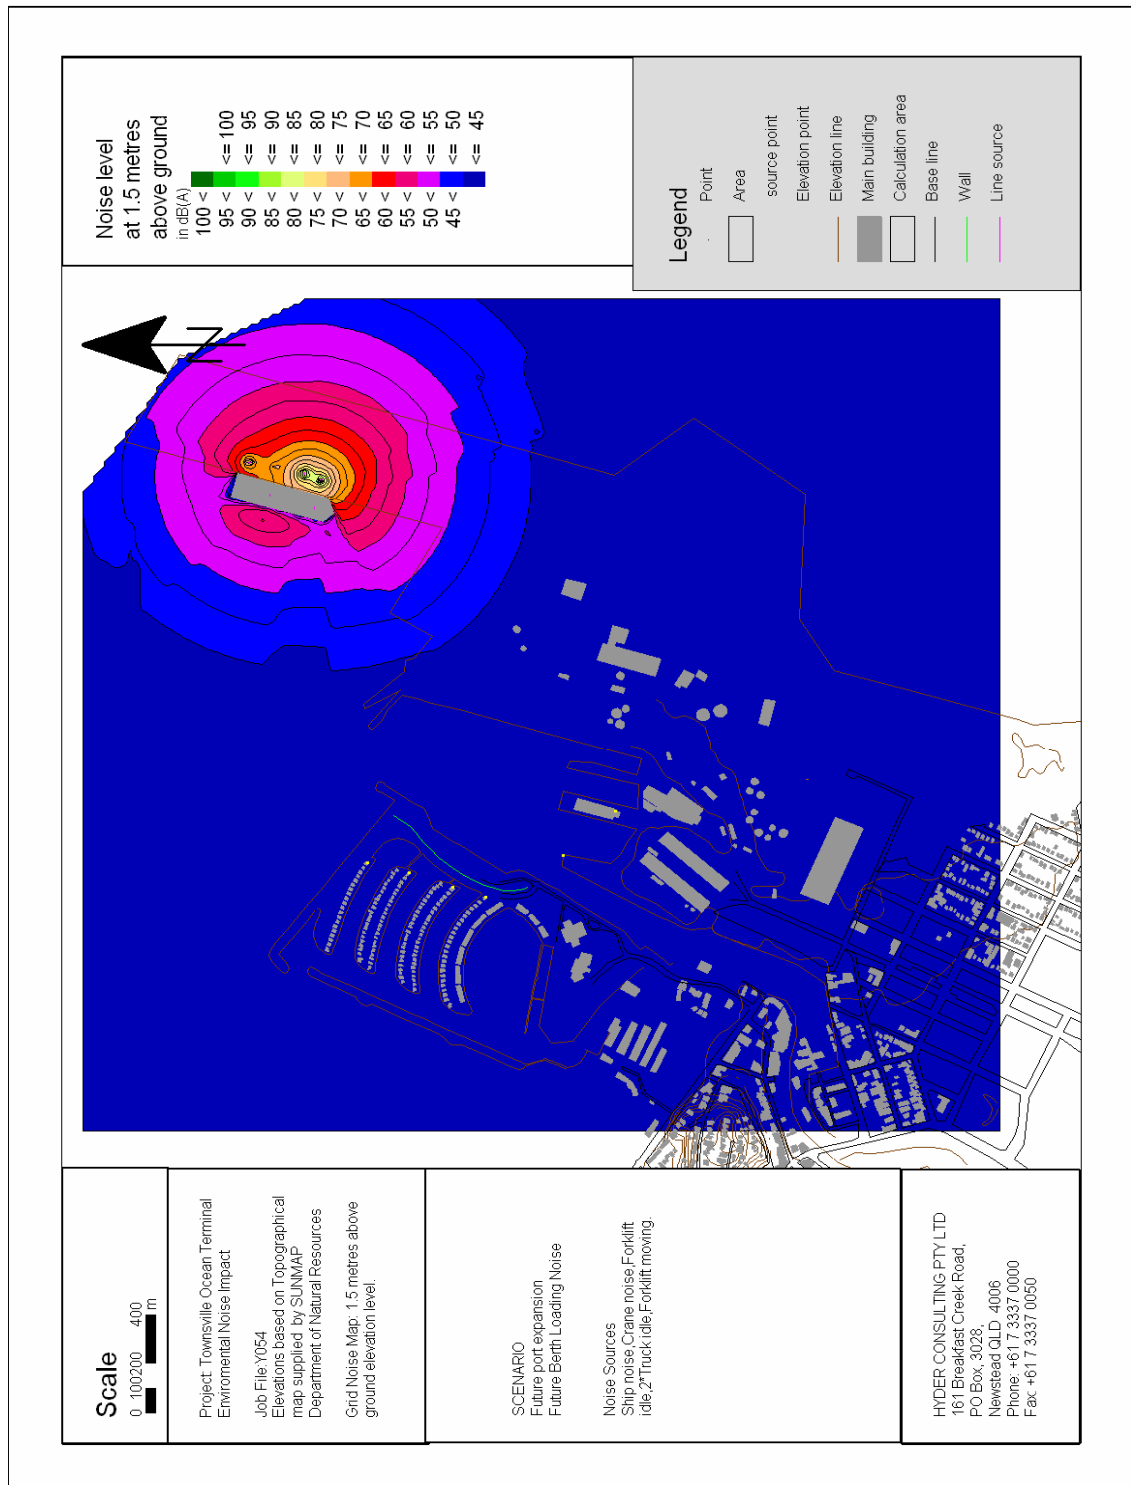 Noise level
at 1.5 metres
above ground
in dB(A)
100 <
95 < <= 100
90 < <= 95
85 < <= 90
80 < <= 85
75 < <= 80
70 < <= 75
65 < <= 70
60 < <= 65
55 < <= 60
50 < <= 55
45 < <= 50
<= 45
Legend
Point
Area
source point
Elevation point
Elevation line
Main building
Calculation area
Base line
Wall
Line source
N
Scale
0 100200 400
m
Project: Townsville Ocean Terminal
Enviromental Noise Impact
Job File:Y054
Elevations based on Topographical
map supplied by SUNMAP
Department of Natural Resources
Grid Noise Map: 1.5 metres above
ground elevation level.
SCENARIO
Future port expansion
Future Berth Loading Noise
Noise Sources
Ship noise,Crane noise,Forklift
idle,2*Truck idle,Forklift moving.
HYDER CONSULTING PTY LTD
161 Breakfast Creek Road,
PO Box, 3028,
Newstead QLD 4006
Phone: +61 7 3337 0000
Fax: +61 7 3337 0050